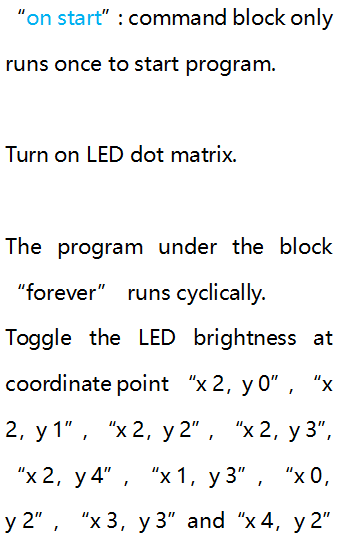 “on start” : command block only
runs once to start program.
Turn on LED dot matrix.
The program under the block
“forever” runs cyclically.
Toggle the LED brightness at
coordinate point “x 2, y 0” , “x
2, y 1” , “x 2, y 2” , “x 2, y 3”,
“x 2, y 4” , “x 1, y 3” , “x 0,
y 2” , “x 3, y 3” and “x 4, y 2”